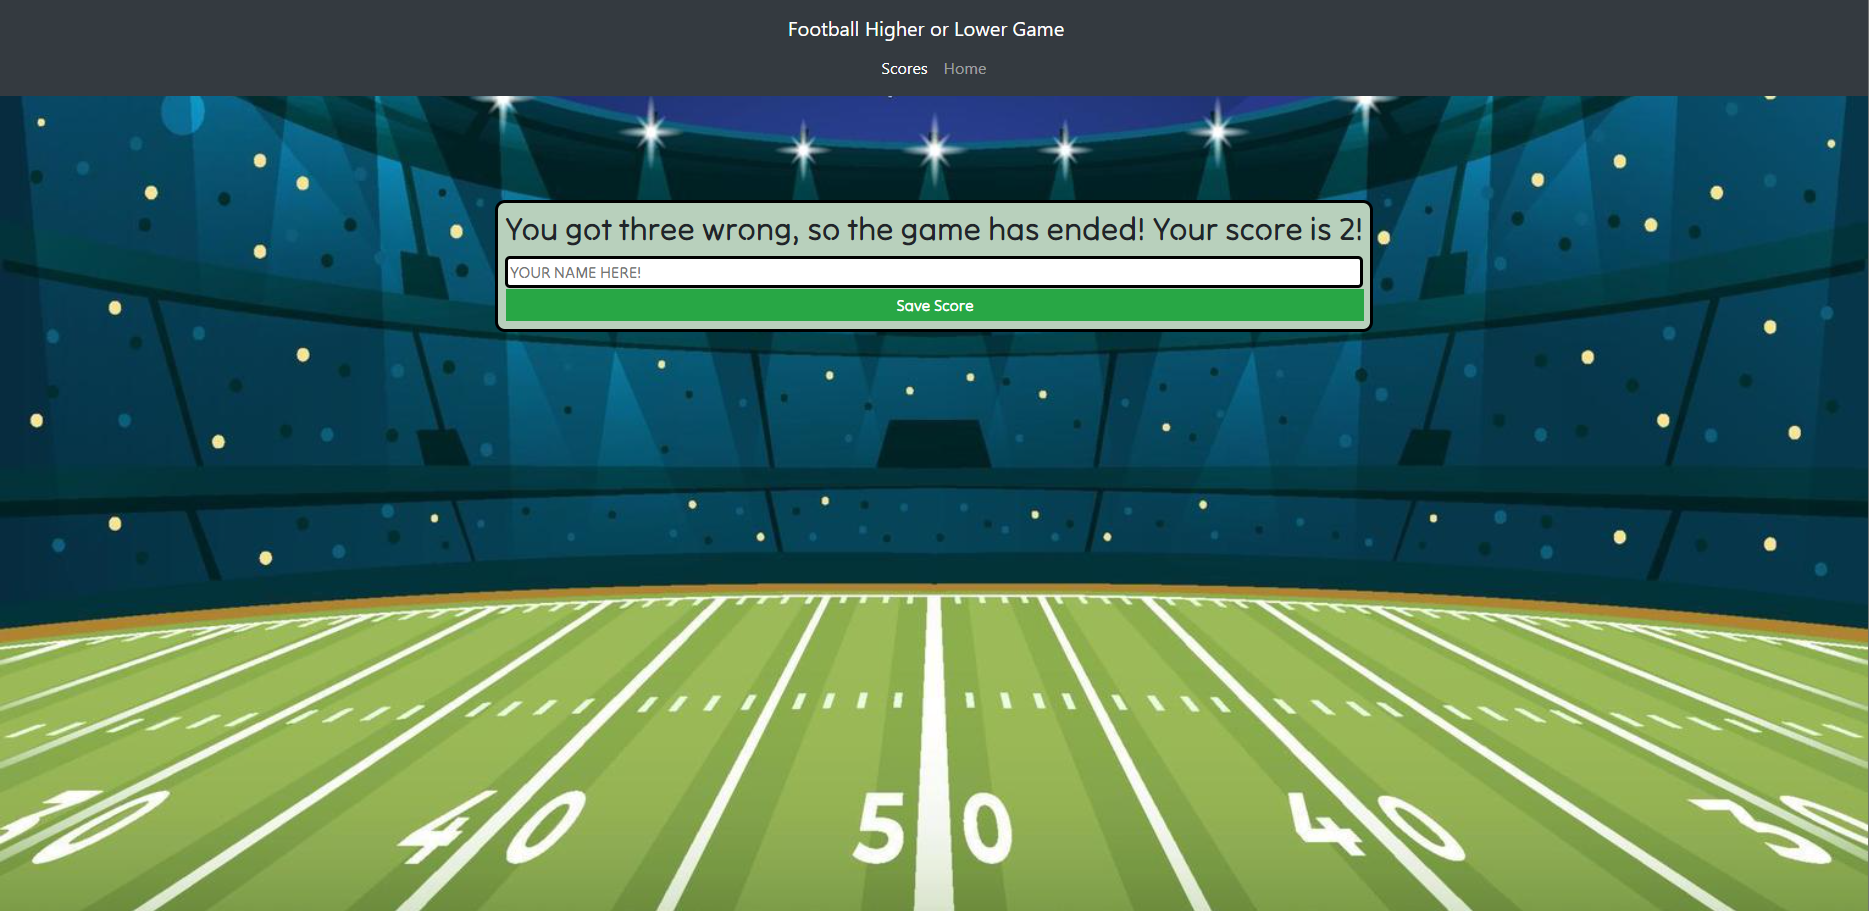 Football Higher or Lower Game
Scores Home
You got three wrong, so the game has ended! Your score is 2!
YOUR NAME HERE!
Save Score
30 40 50 40 30